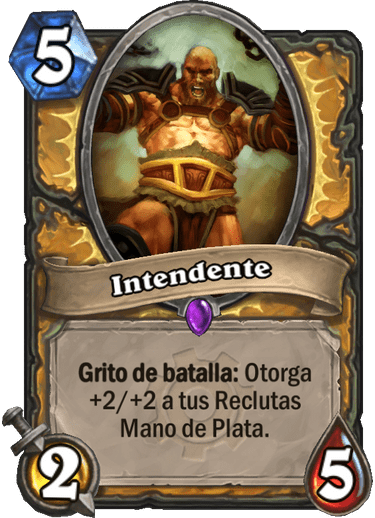 5
Intendente
Grito de batalla: Otorga
+2/+2 a tus Reclutas
Mano de Plata.
2
5